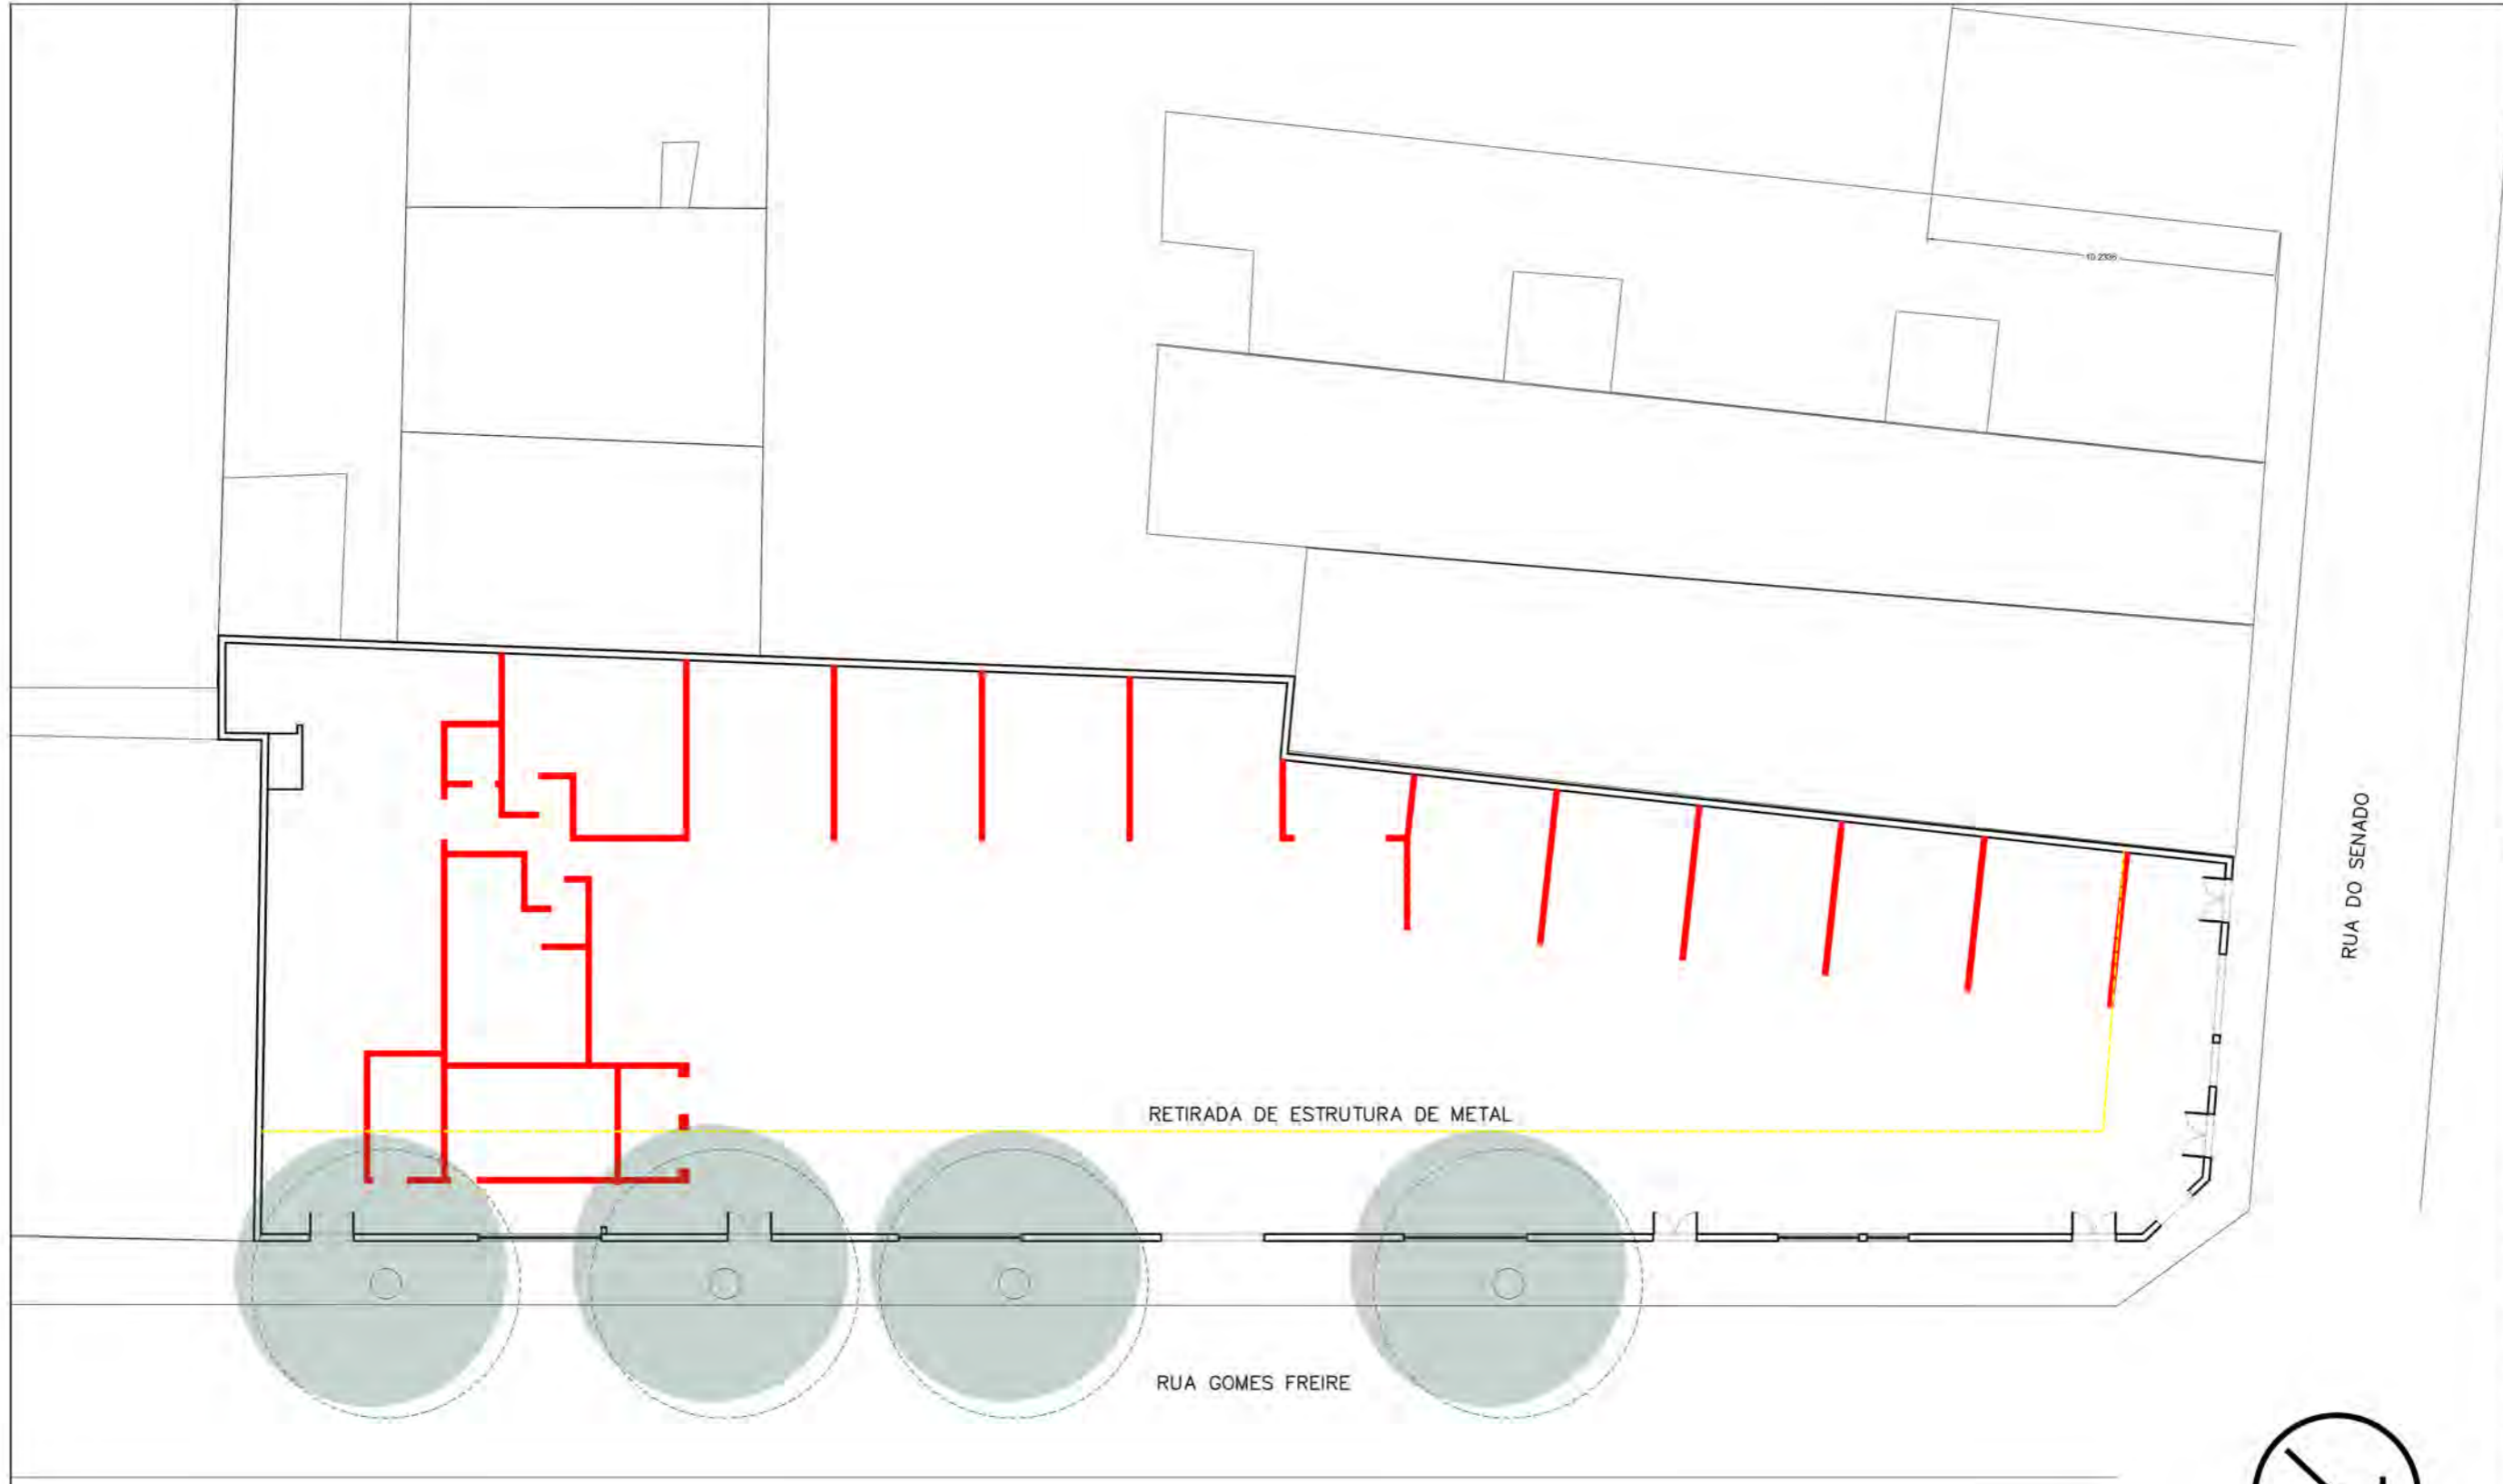 RUA DO SENADO
RETIRADA DE ESTRUTURA DE METAL
RUA GOMES FREIRE